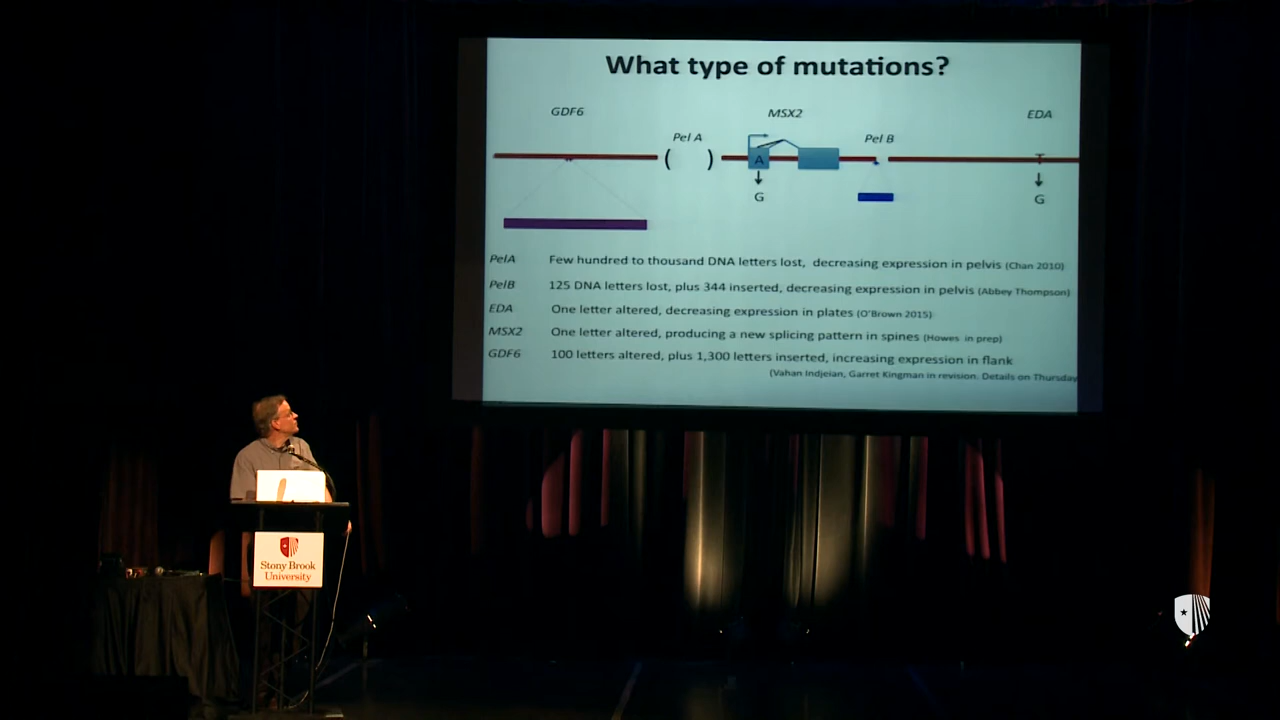 What type of mutations?
GDF6
MSX2
EDA
Pel A
Pel B
( )
A
T
G
G
PelA Few hundred to thousand DNA letters lost, decreasing expression in pelvis (Chan 2010)
PelB 125 DNA letters lost, plus 344 inserted, decreasing expression in pelvis (Abbey Thompson)
EDA One letter altered, decreasing expression in plates (O'Brown 2015)
MSX2 One letter altered, producing a new splicing pattern in spines (Howes in prep)
GDF6 100 letters altered, plus 1,300 letters inserted, increasing expression in flank
(Vahan Indjeian, Garret Kingman in revision. Details on Thursday
Stony Brook
University